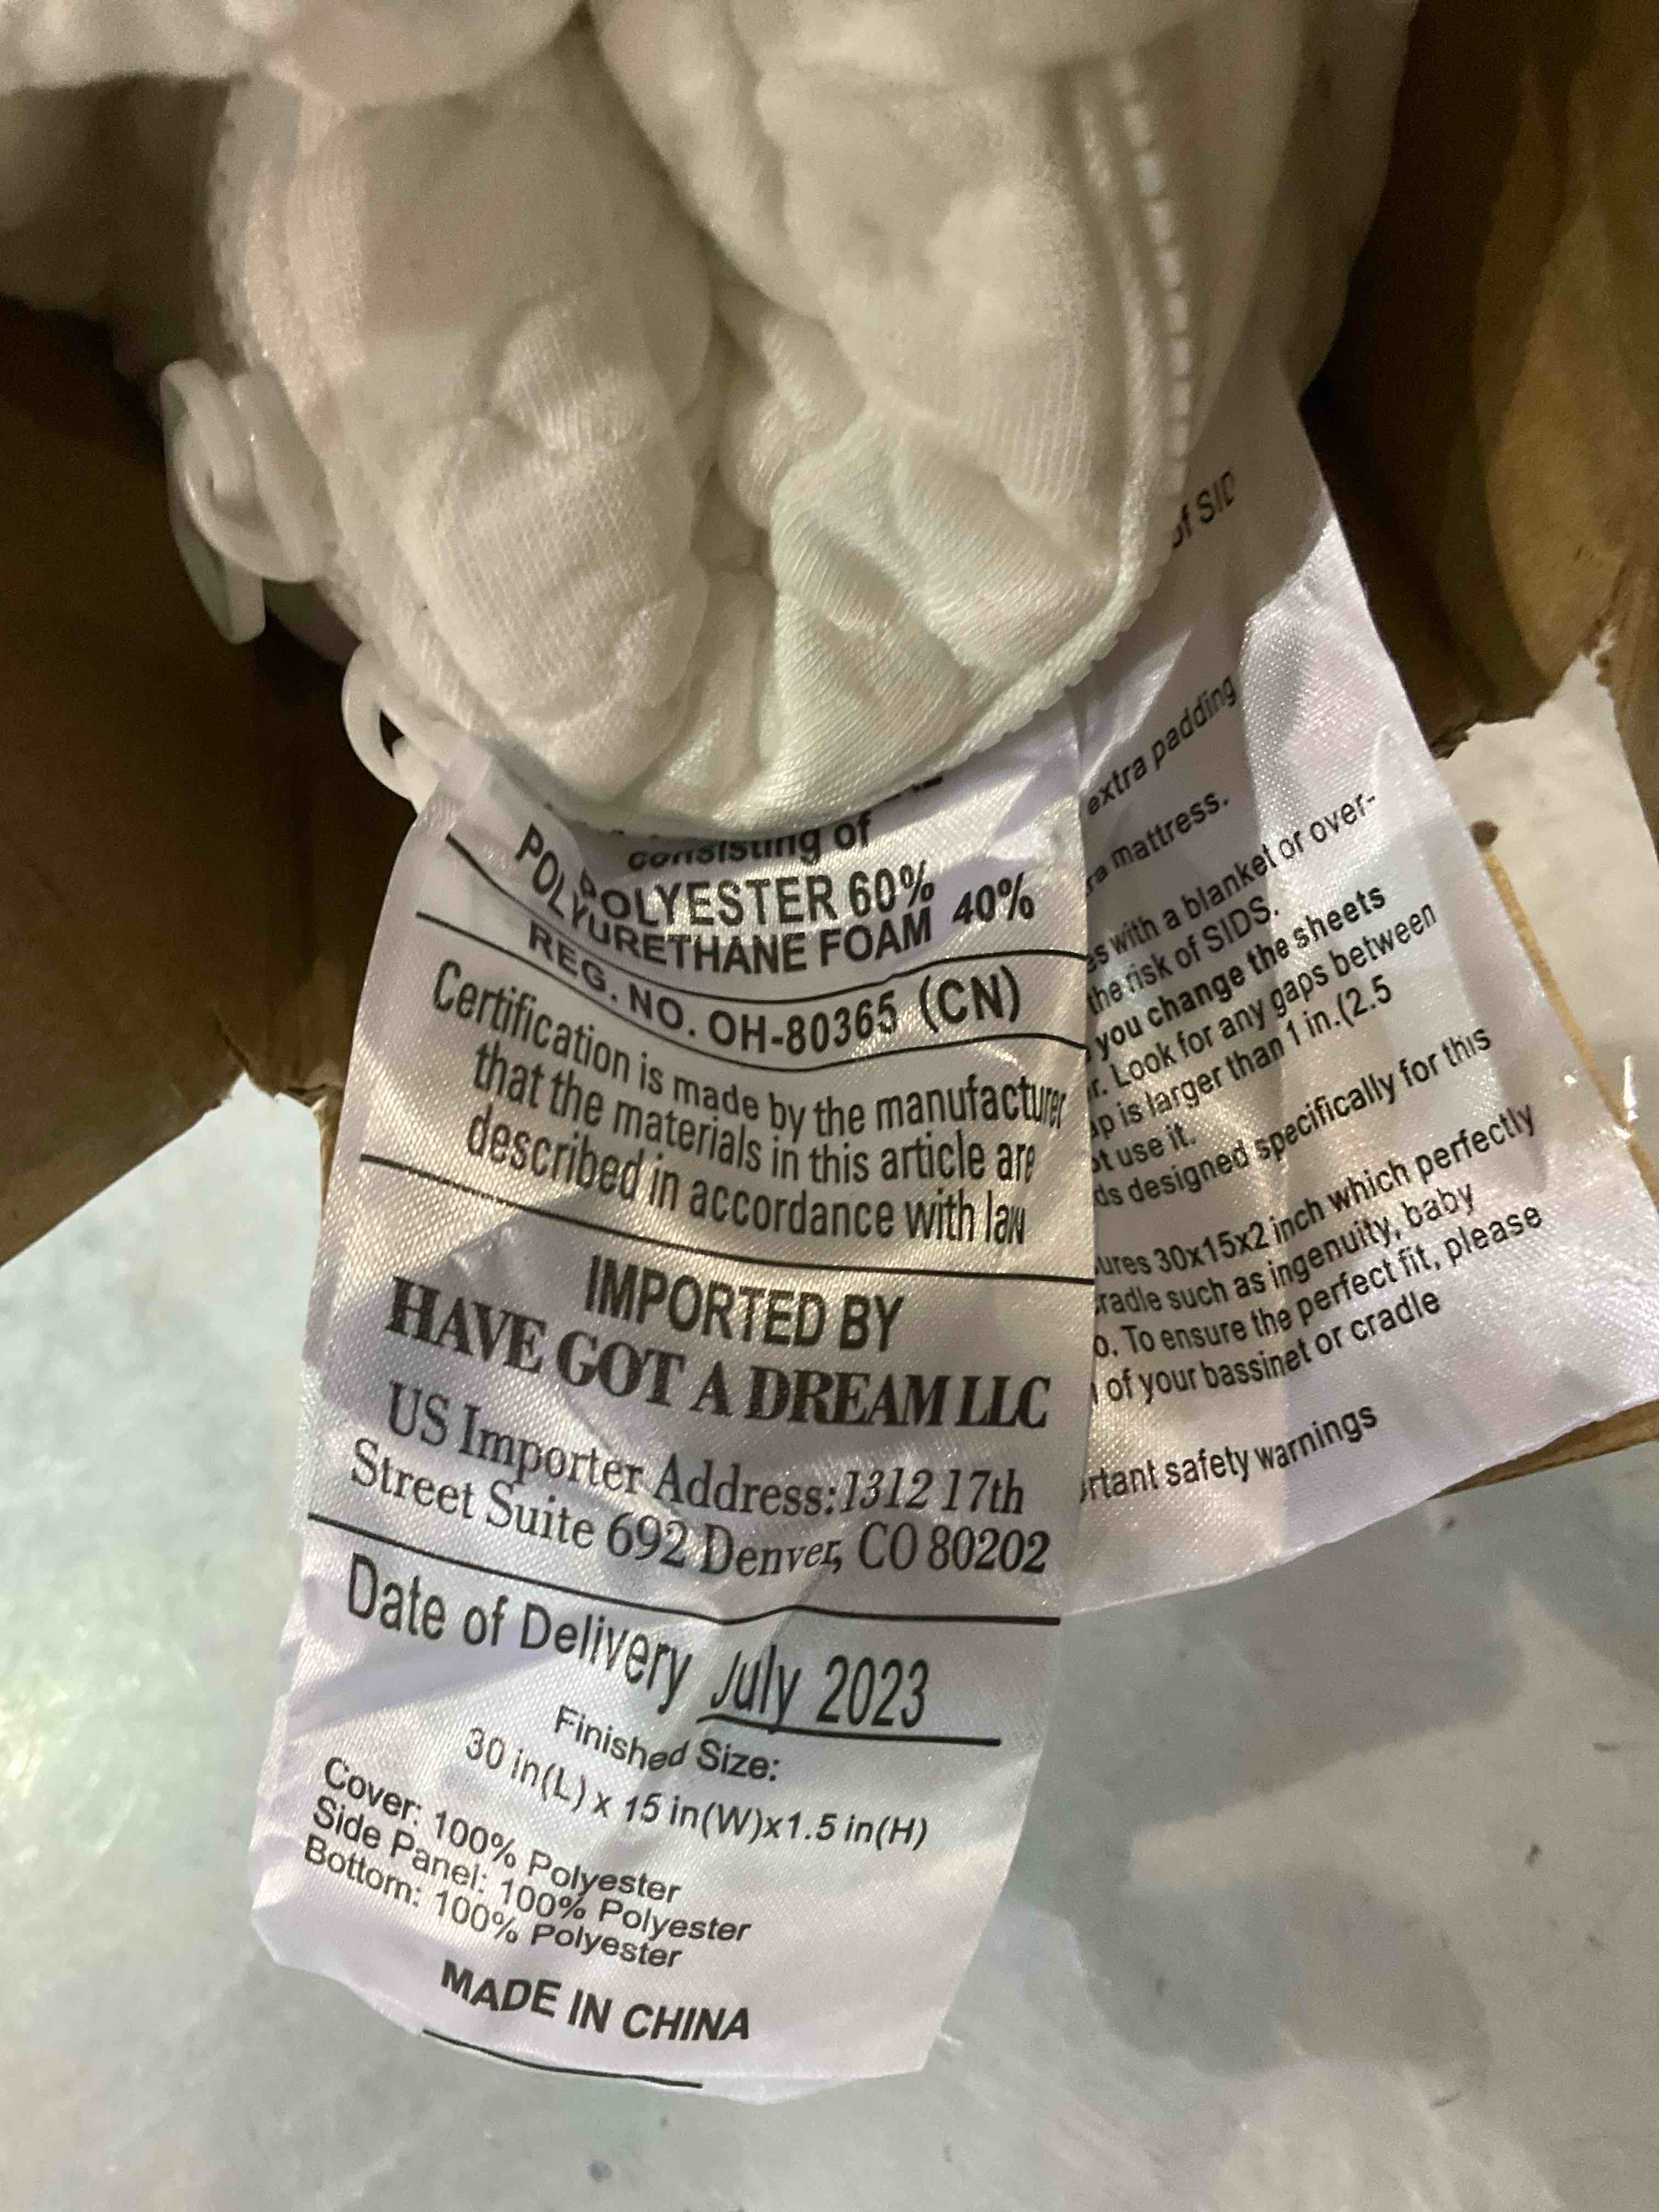 consisting of
POLYESTER 60%
POLYURETHANE FOAM 40%
REG. NO. OH-80365 (CN)
Certification is made by the manufacturer
that the materials in this article are
described in accordance with law
IMPORTED BY
HAVE GOT A DREAM LLC
US Importer Address:1312 17th
Street Suite 692 Denver, CO 80202
Date of Delivery July 2023
Finished Size:
30 in(L) x 15 in(W)x1.5 in(H)
Cover: 100% Polyester
Side Panel: 100% Polyester
Bottom: 100% Polyester
MADE IN CHINA
of SID
extra padding
mattress.
with a blanket or over-
the risk of SIDS.
you change the sheets
Look for any gaps between
is larger than 1 in.(2.5
use it.
designed specifically for this
30x15x2 inch which perfectly
such as ingenuity, baby
To ensure the perfect fit, please
of your bassinet or cradle
safety warnings